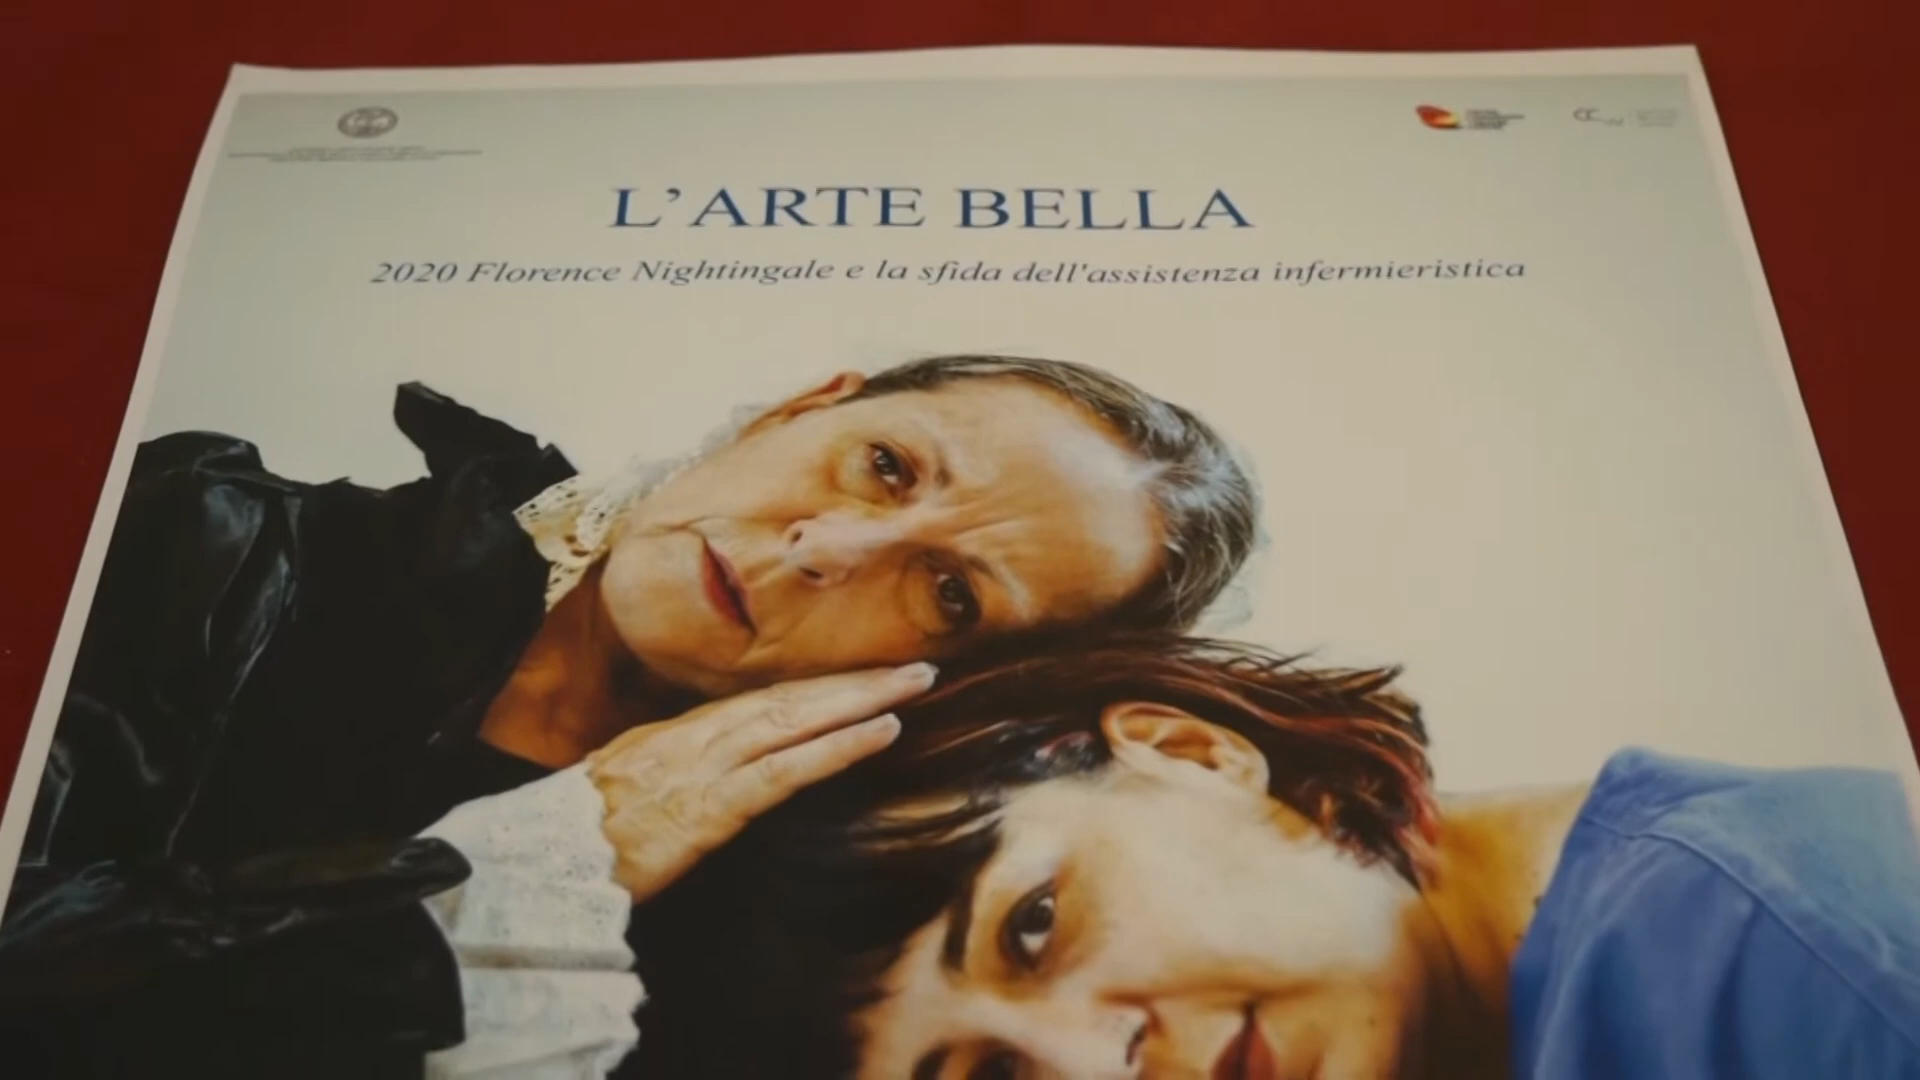 L'ARTE BELLA
2020 Florence Nightingale e la sfida dell'assistenza infermieristica